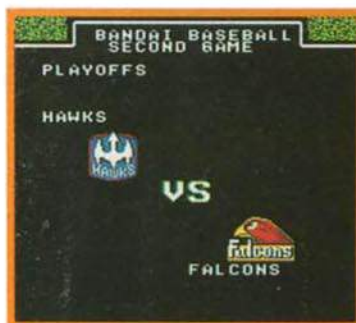 BANDAI BASEBALL
SECOND GAME
PLAYOFFS
HAWKS
HAWKS
VS
Falcons
FALCONS